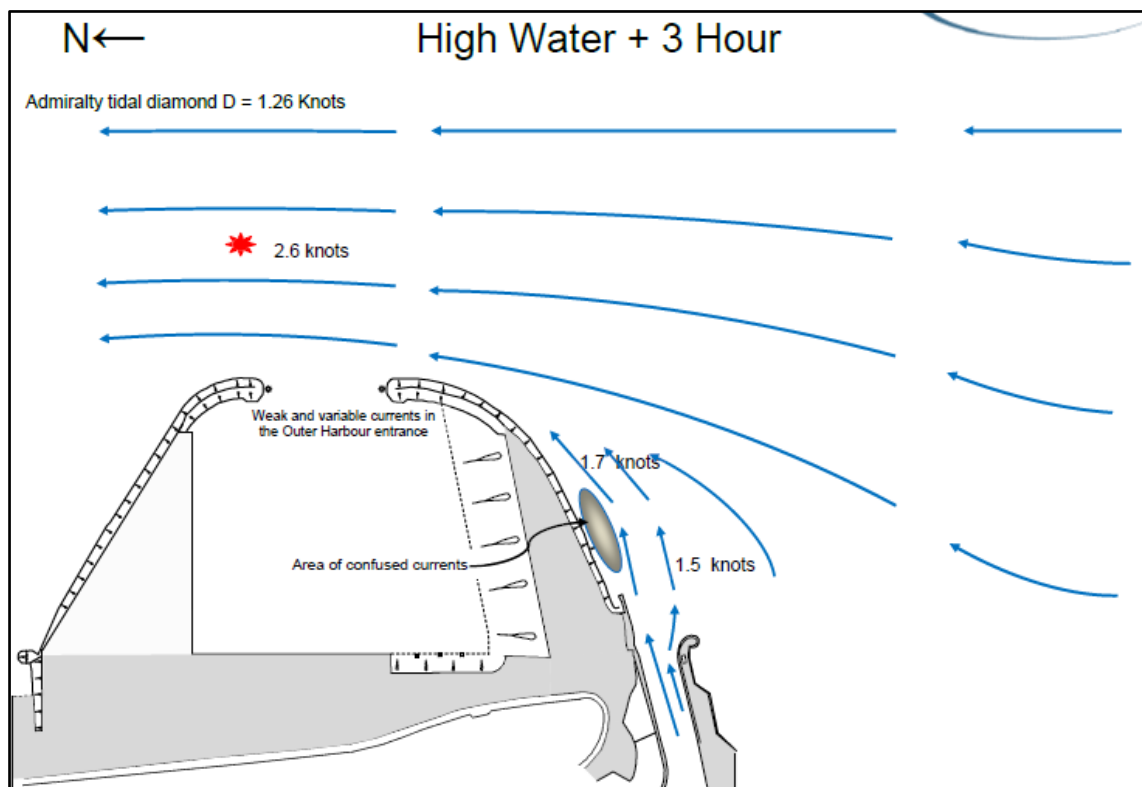 N←
High Water + 3 Hour
Admiralty tidal diamond D = 1.26 Knots
2.6 knots
Weak and variable currents in
the Outer Harbour entrance
1.7 knots
Area of confused currents
1.5 knots